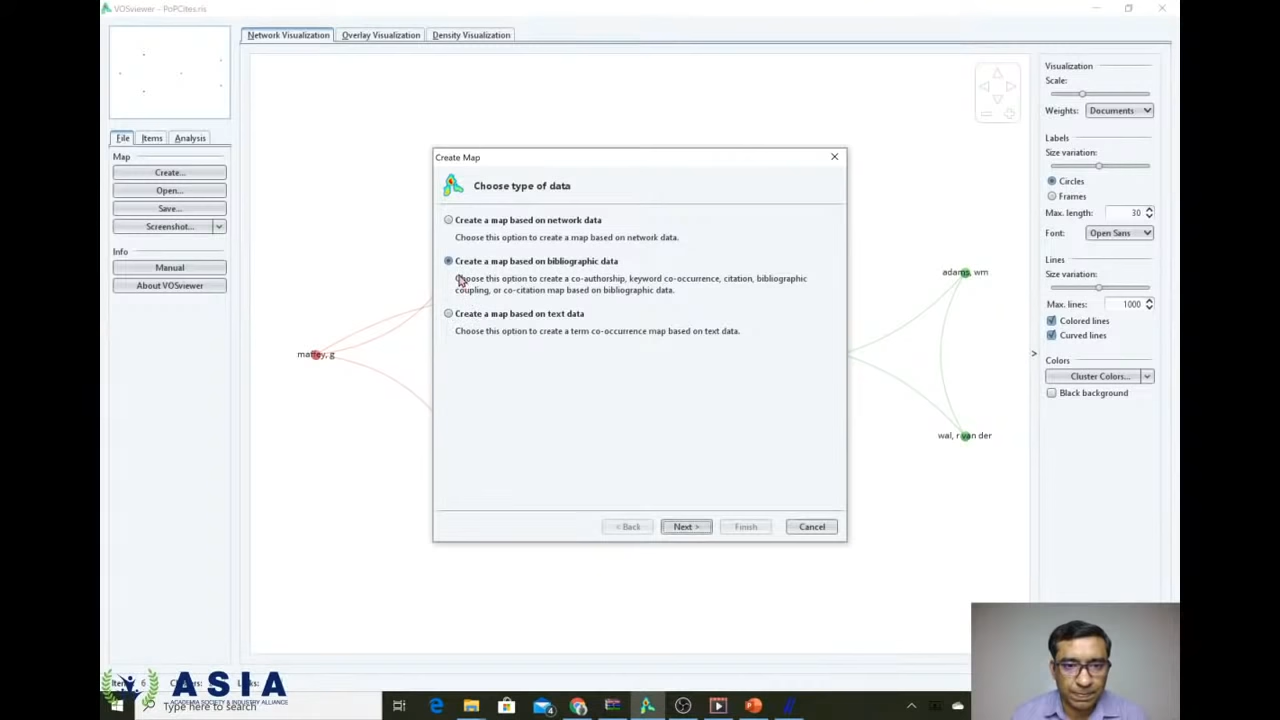 VOSviewer - PoPCites.ris
Network Visualization
Overlay Visualization
Density Visualization
File
Items
Analysis
Map
Create...
Open...
Save...
Screenshot...
Info
Manual
About VOSviewer
Create Map
Choose type of data
Create a map based on network data
Choose this option to create a map based on network data.
Create a map based on bibliographic data
Choose this option to create a co-authorship, keyword co-occurrence, citation, bibliographic
coupling, or co-citation map based on bibliographic data.
Create a map based on text data
Choose this option to create a term co-occurrence map based on text data.
< Back
Next >
Finish
Cancel
g
adams, wm
wal, r van der
Visualization
Scale:
Weights:
Documents
Labels
Size variation:
Circles
Frames
Max. length:
30
Font:
Open Sans
Lines
Size variation:
Max. lines:
1000
Colored lines
Curved lines
>
Colors
Cluster Colors...
Black background
6
ASIA
ACADEMIA SOCIETY & INDUSTRY ALLIANCE
Type here to search